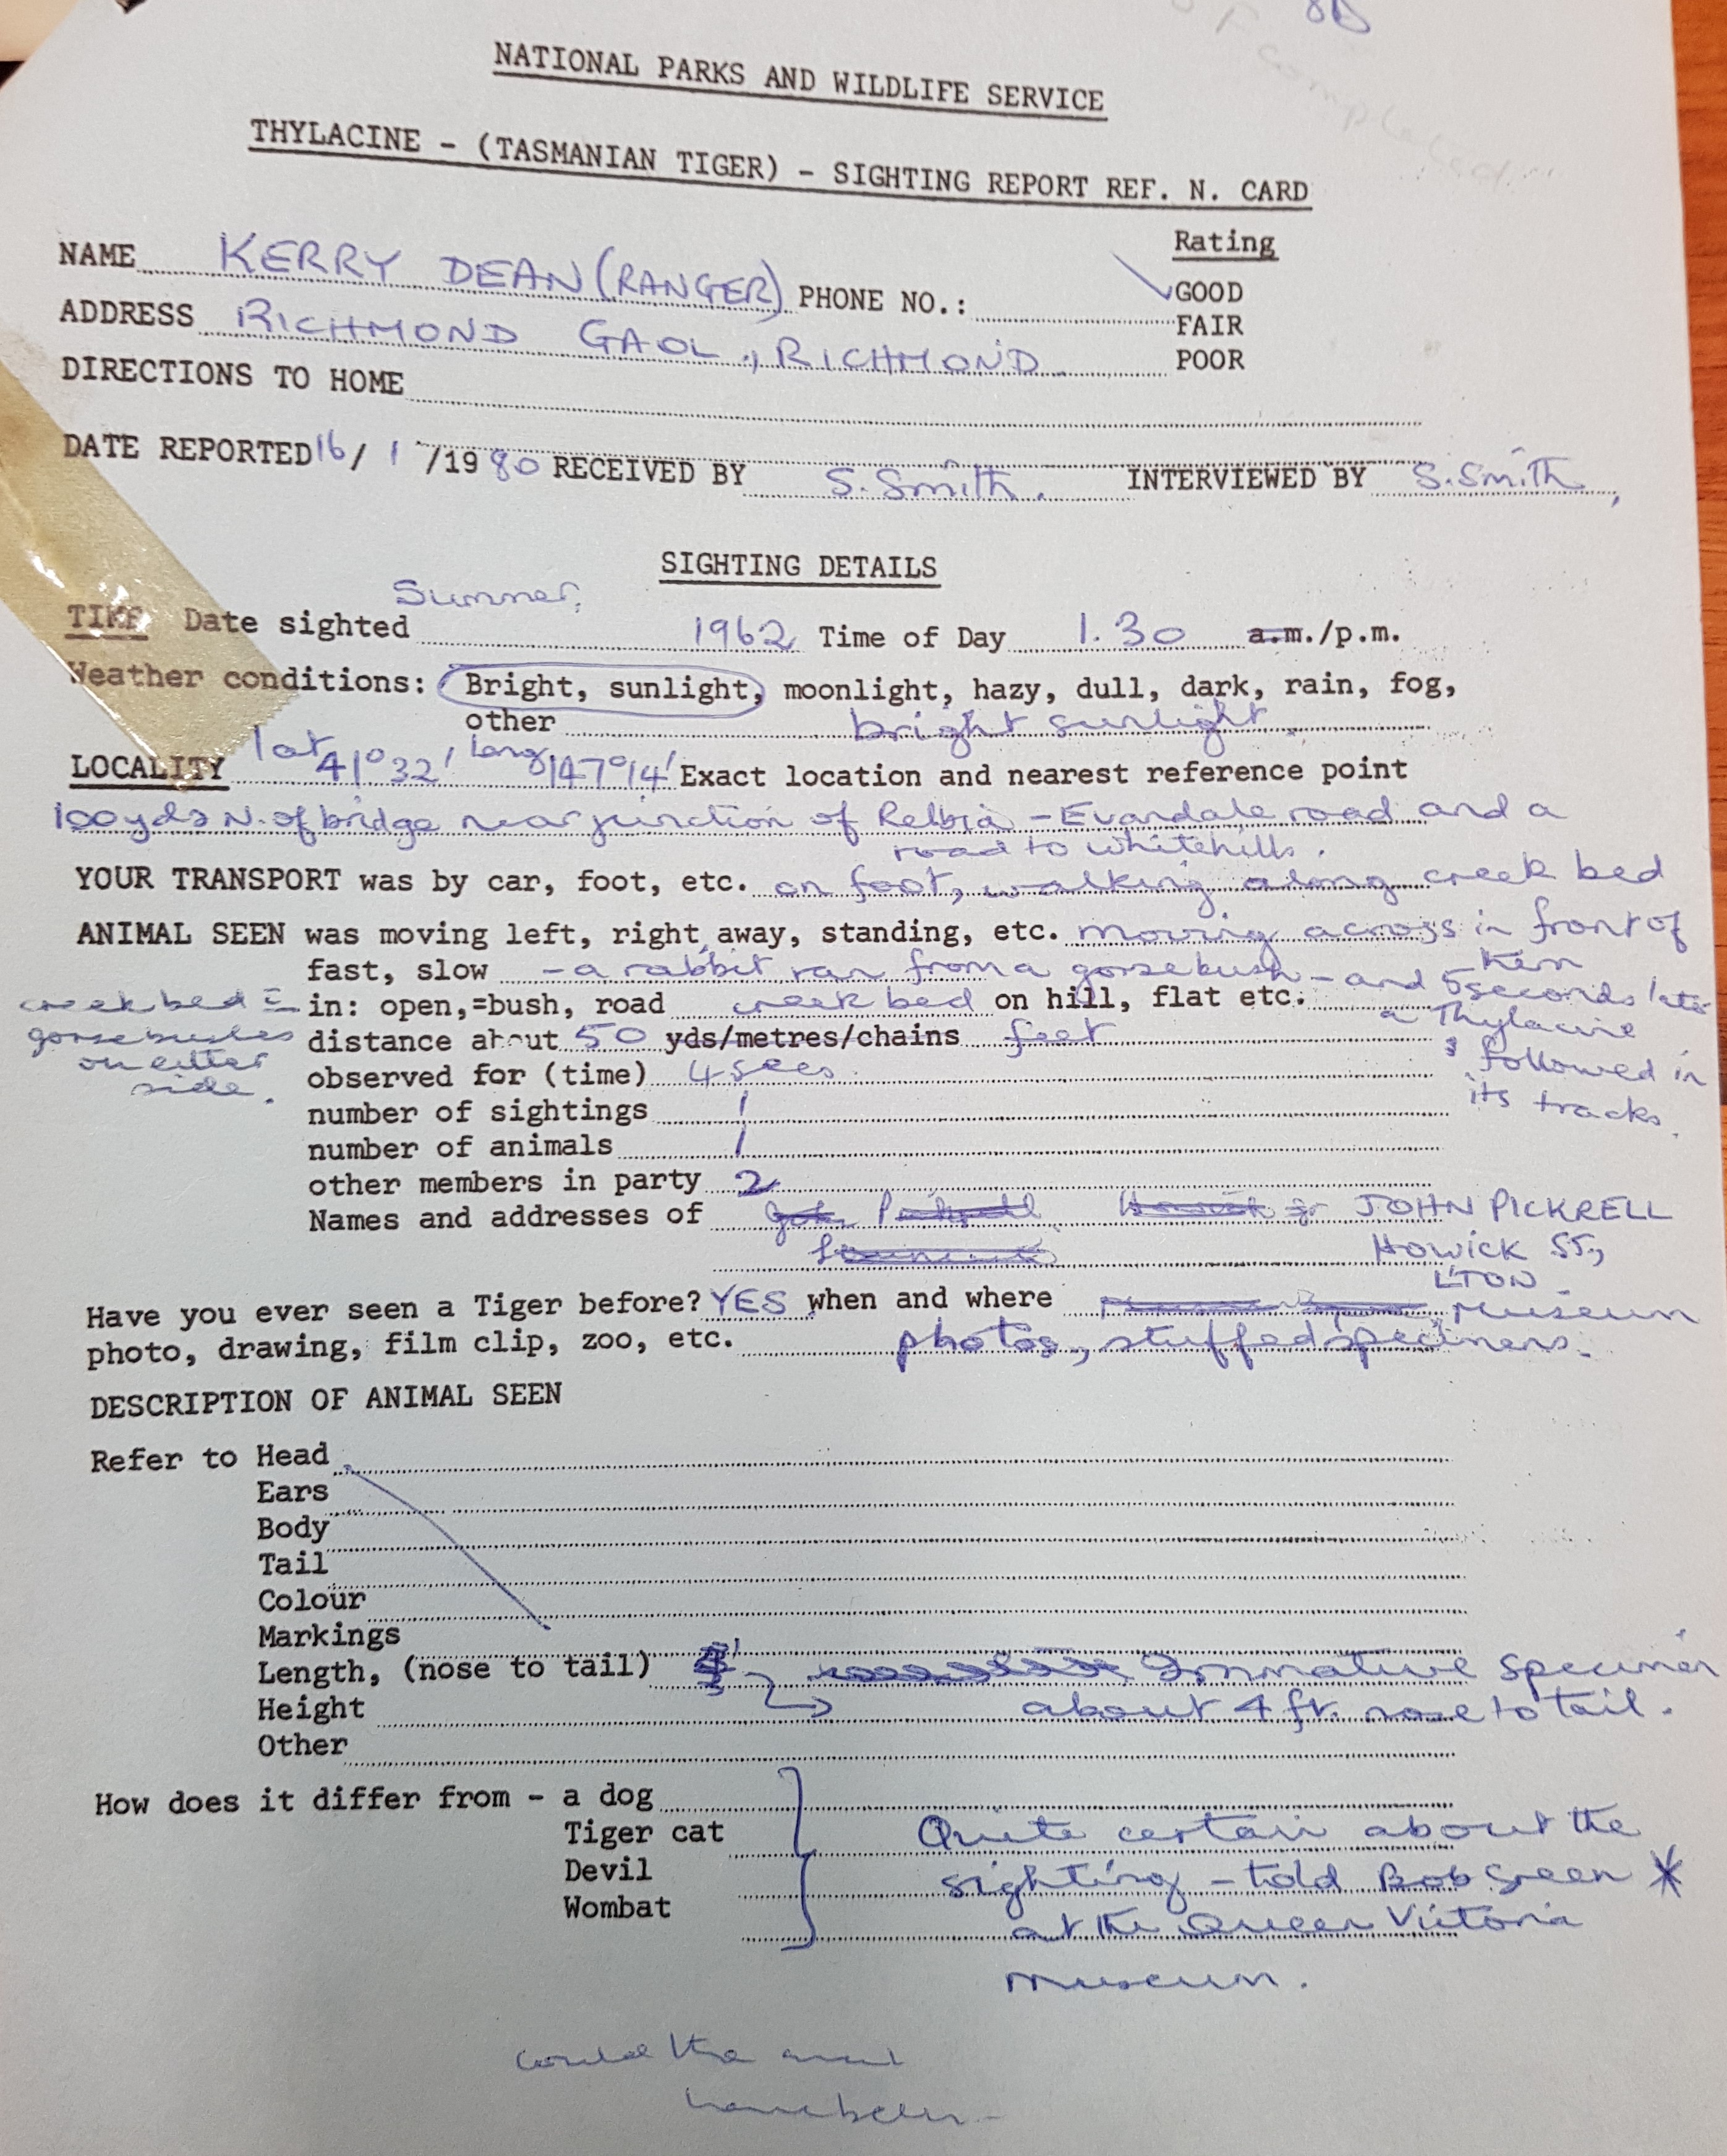 8D
completed
NATIONAL PARKS AND WILDLIFE SERVICE
THYLACINE - (TASMANIAN TIGER) - SIGHTING REPORT REF. N. CARD
Rating
NAME KERRY DEAN (RANGER) PHONE NO.: GOOD
ADDRESS RICHMOND GAOL, RICHMOND FAIR
POOR
DIRECTIONS TO HOME
DATE REPORTED 16/ 1 /1980 RECEIVED BY S. Smith. INTERVIEWED BY S. Smith,
SIGHTING DETAILS
TIME Date sighted Summer, 1962 Time of Day 1.30 a.m./p.m.
Weather conditions: Bright, sunlight, moonlight, hazy, dull, dark, rain, fog,
other bright sunlight
LOCALITY lat 41° 32' Long 147° 14' Exact location and nearest reference point
100 yds N. of bridge near junction of Relbia - Evandale road and a
road to Whitehills.
YOUR TRANSPORT was by car, foot, etc. on foot, walking along creek bed
ANIMAL SEEN was moving left, right, away, standing, etc. moving across in front of
fast, slow - a rabbit ran from a gorsebush - and 5 seconds later
a Thylacine
followed in
its tracks.
in: open,=bush, road creek bed on hill, flat etc.
creek bed =
gorsebushes
on either
side.
distance about 50 yds/metres/chains feet
observed for (time) 4 secs
number of sightings 1
number of animals 1
other members in party 2
Names and addresses of JOHN PICKRELL
HOWICK ST,
L'TON
Have you ever seen a Tiger before? YES when and where Museum
photo, drawing, film clip, zoo, etc. photos, stuffed specimens.
DESCRIPTION OF ANIMAL SEEN
Refer to Head
Ears
Body
Tail
Colour
Markings
Length, (nose to tail) Immature specimen
Height about 4 ft. nose to tail.
Other
How does it differ from - a dog
Tiger cat Quite certain about the
Devil sighting - told Bob Green *
Wombat at the Queen Victoria
museum.
could the
have been -